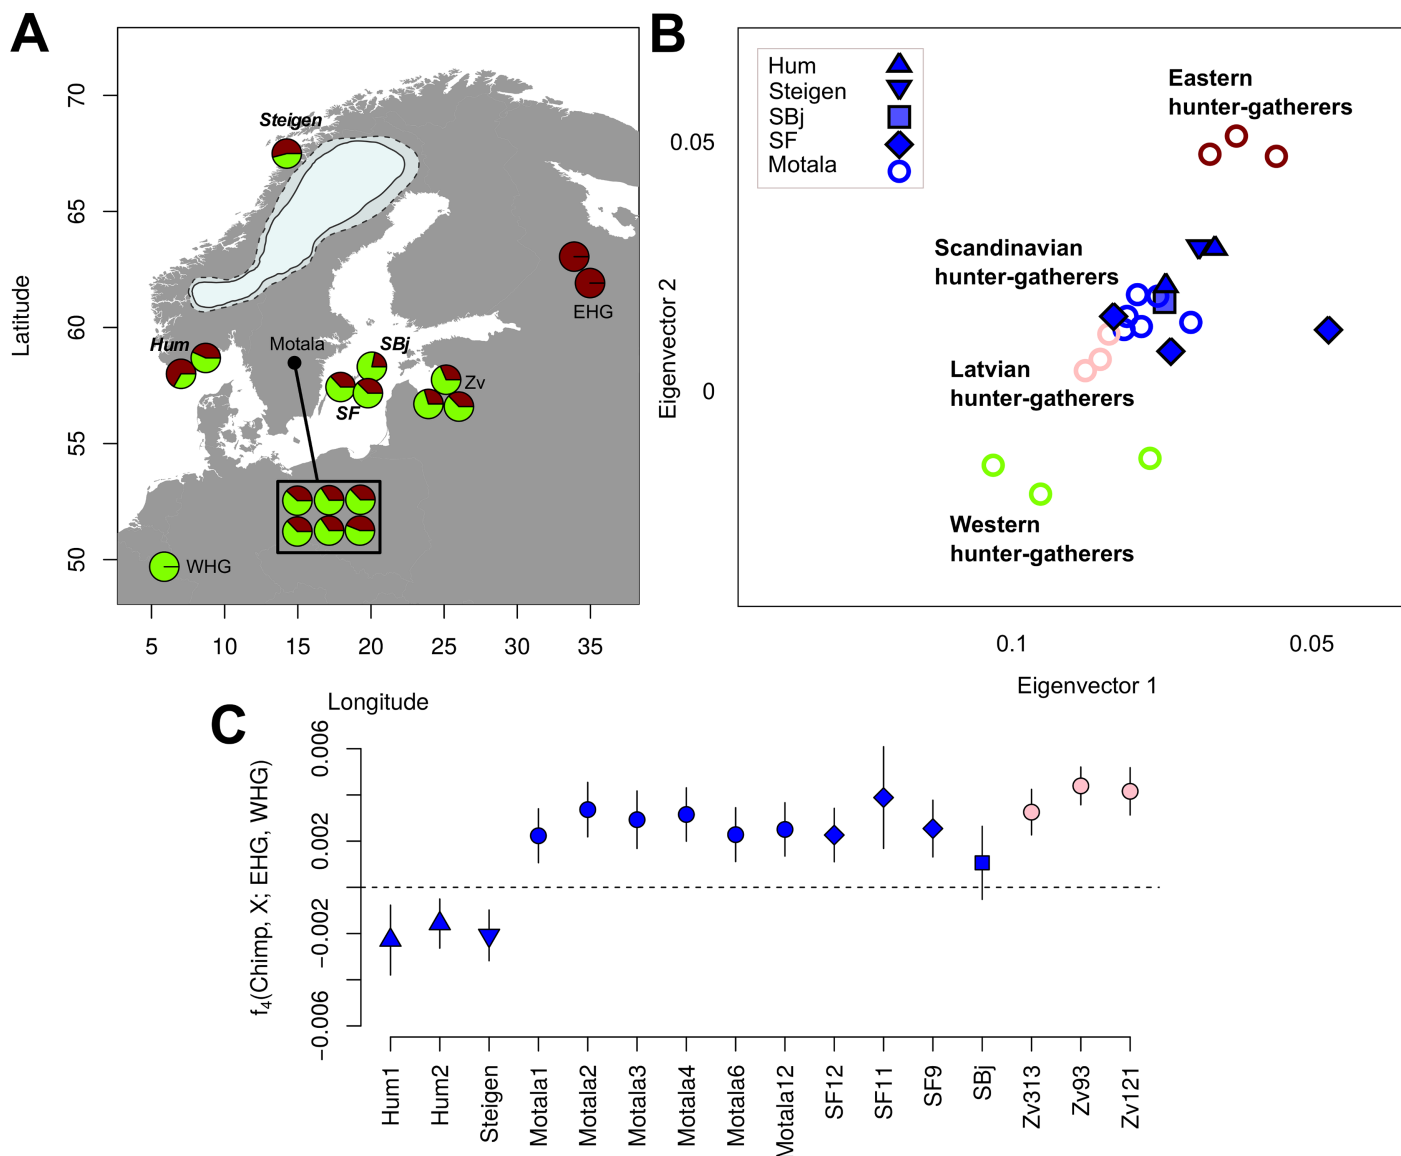 A
B
70
65
60
55
50
Latitude
Steigen
EHG
Hum
Motala
SBj
Zv
SF
WHG
5
10
15
20
25
30
35
Longitude
Hum
Steigen
SBj
SF
Motala
Eastern
hunter-gatherers
Scandinavian
hunter-gatherers
Latvian
hunter-gatherers
Western
hunter-gatherers
0.05
0
Eigenvector 2
0.1
0.05
Eigenvector 1
C
0.006
0.002
−0.002
−0.006
f4(Chimp, X; EHG, WHG)
Hum1
Hum2
Steigen
Motala1
Motala2
Motala3
Motala4
Motala6
Motala12
SF12
SF11
SF9
SBj
Zv313
Zv93
Zv121